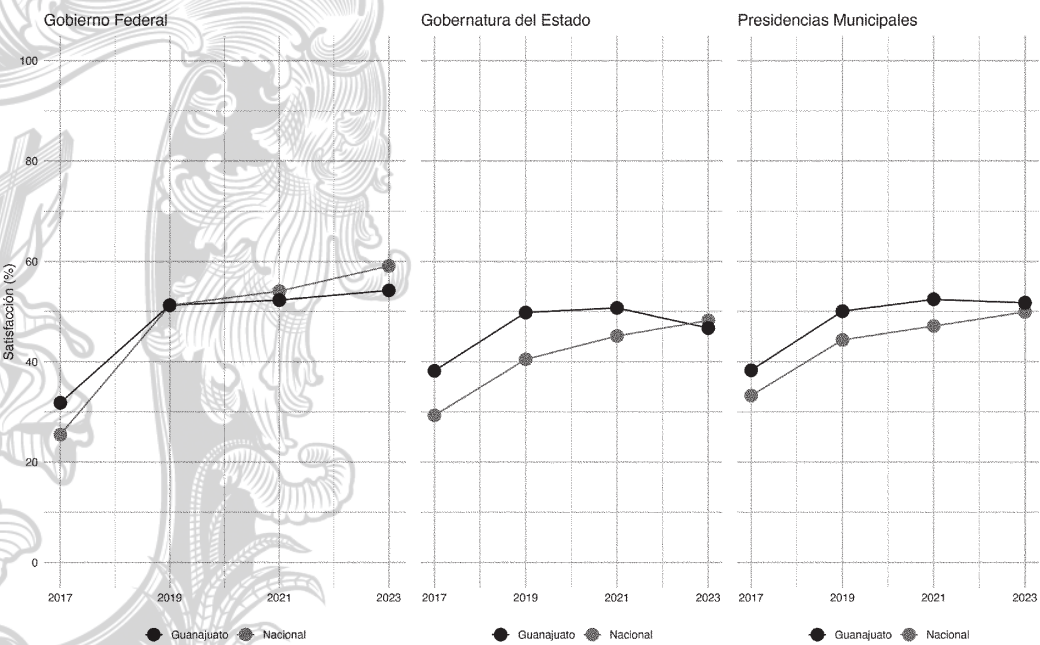 Gobierno Federal
Gobernatura del Estado
Presidencias Municipales
Satisfacción (%)
100
80
60
40
20
0
2017 2019 2021 2023
2017 2019 2021 2023
2017 2019 2021 2023
Guanajuato Nacional
Guanajuato Nacional
Guanajuato Nacional